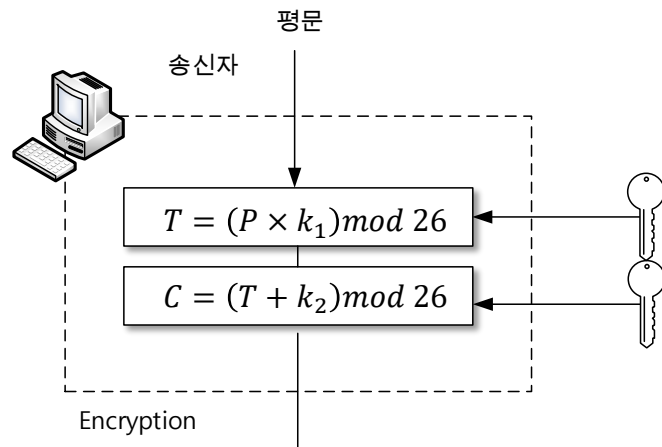 평문
송신자
T = (P × k₁)mod 26
C = (T + k₂)mod 26
Encryption